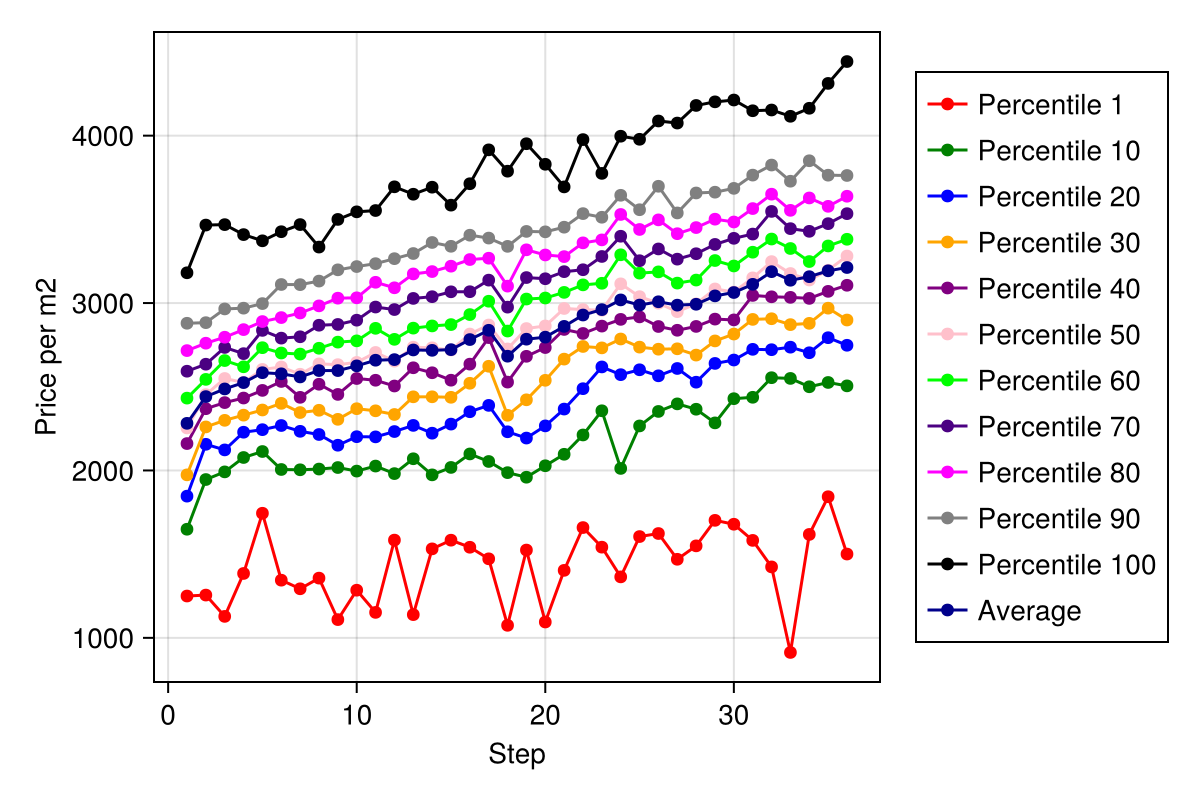 4000
3000
2000
1000
Price per m2
0
10
20
30
Step
Percentile 1
Percentile 10
Percentile 20
Percentile 30
Percentile 40
Percentile 50
Percentile 60
Percentile 70
Percentile 80
Percentile 90
Percentile 100
Average